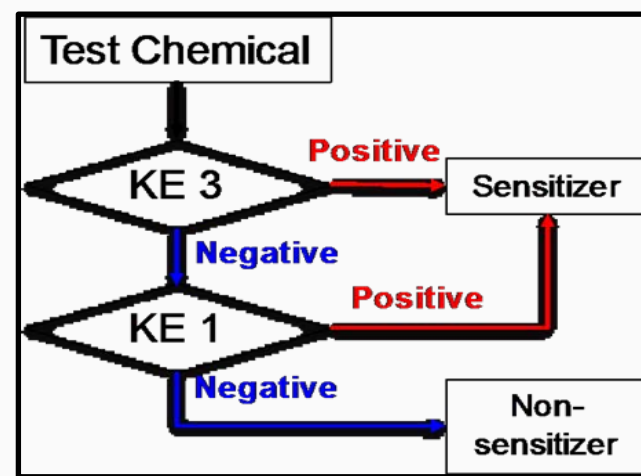 Test Chemical
Positive
KE 3
Sensitizer
Negative
Positive
KE 1
Negative
Non-
sensitizer